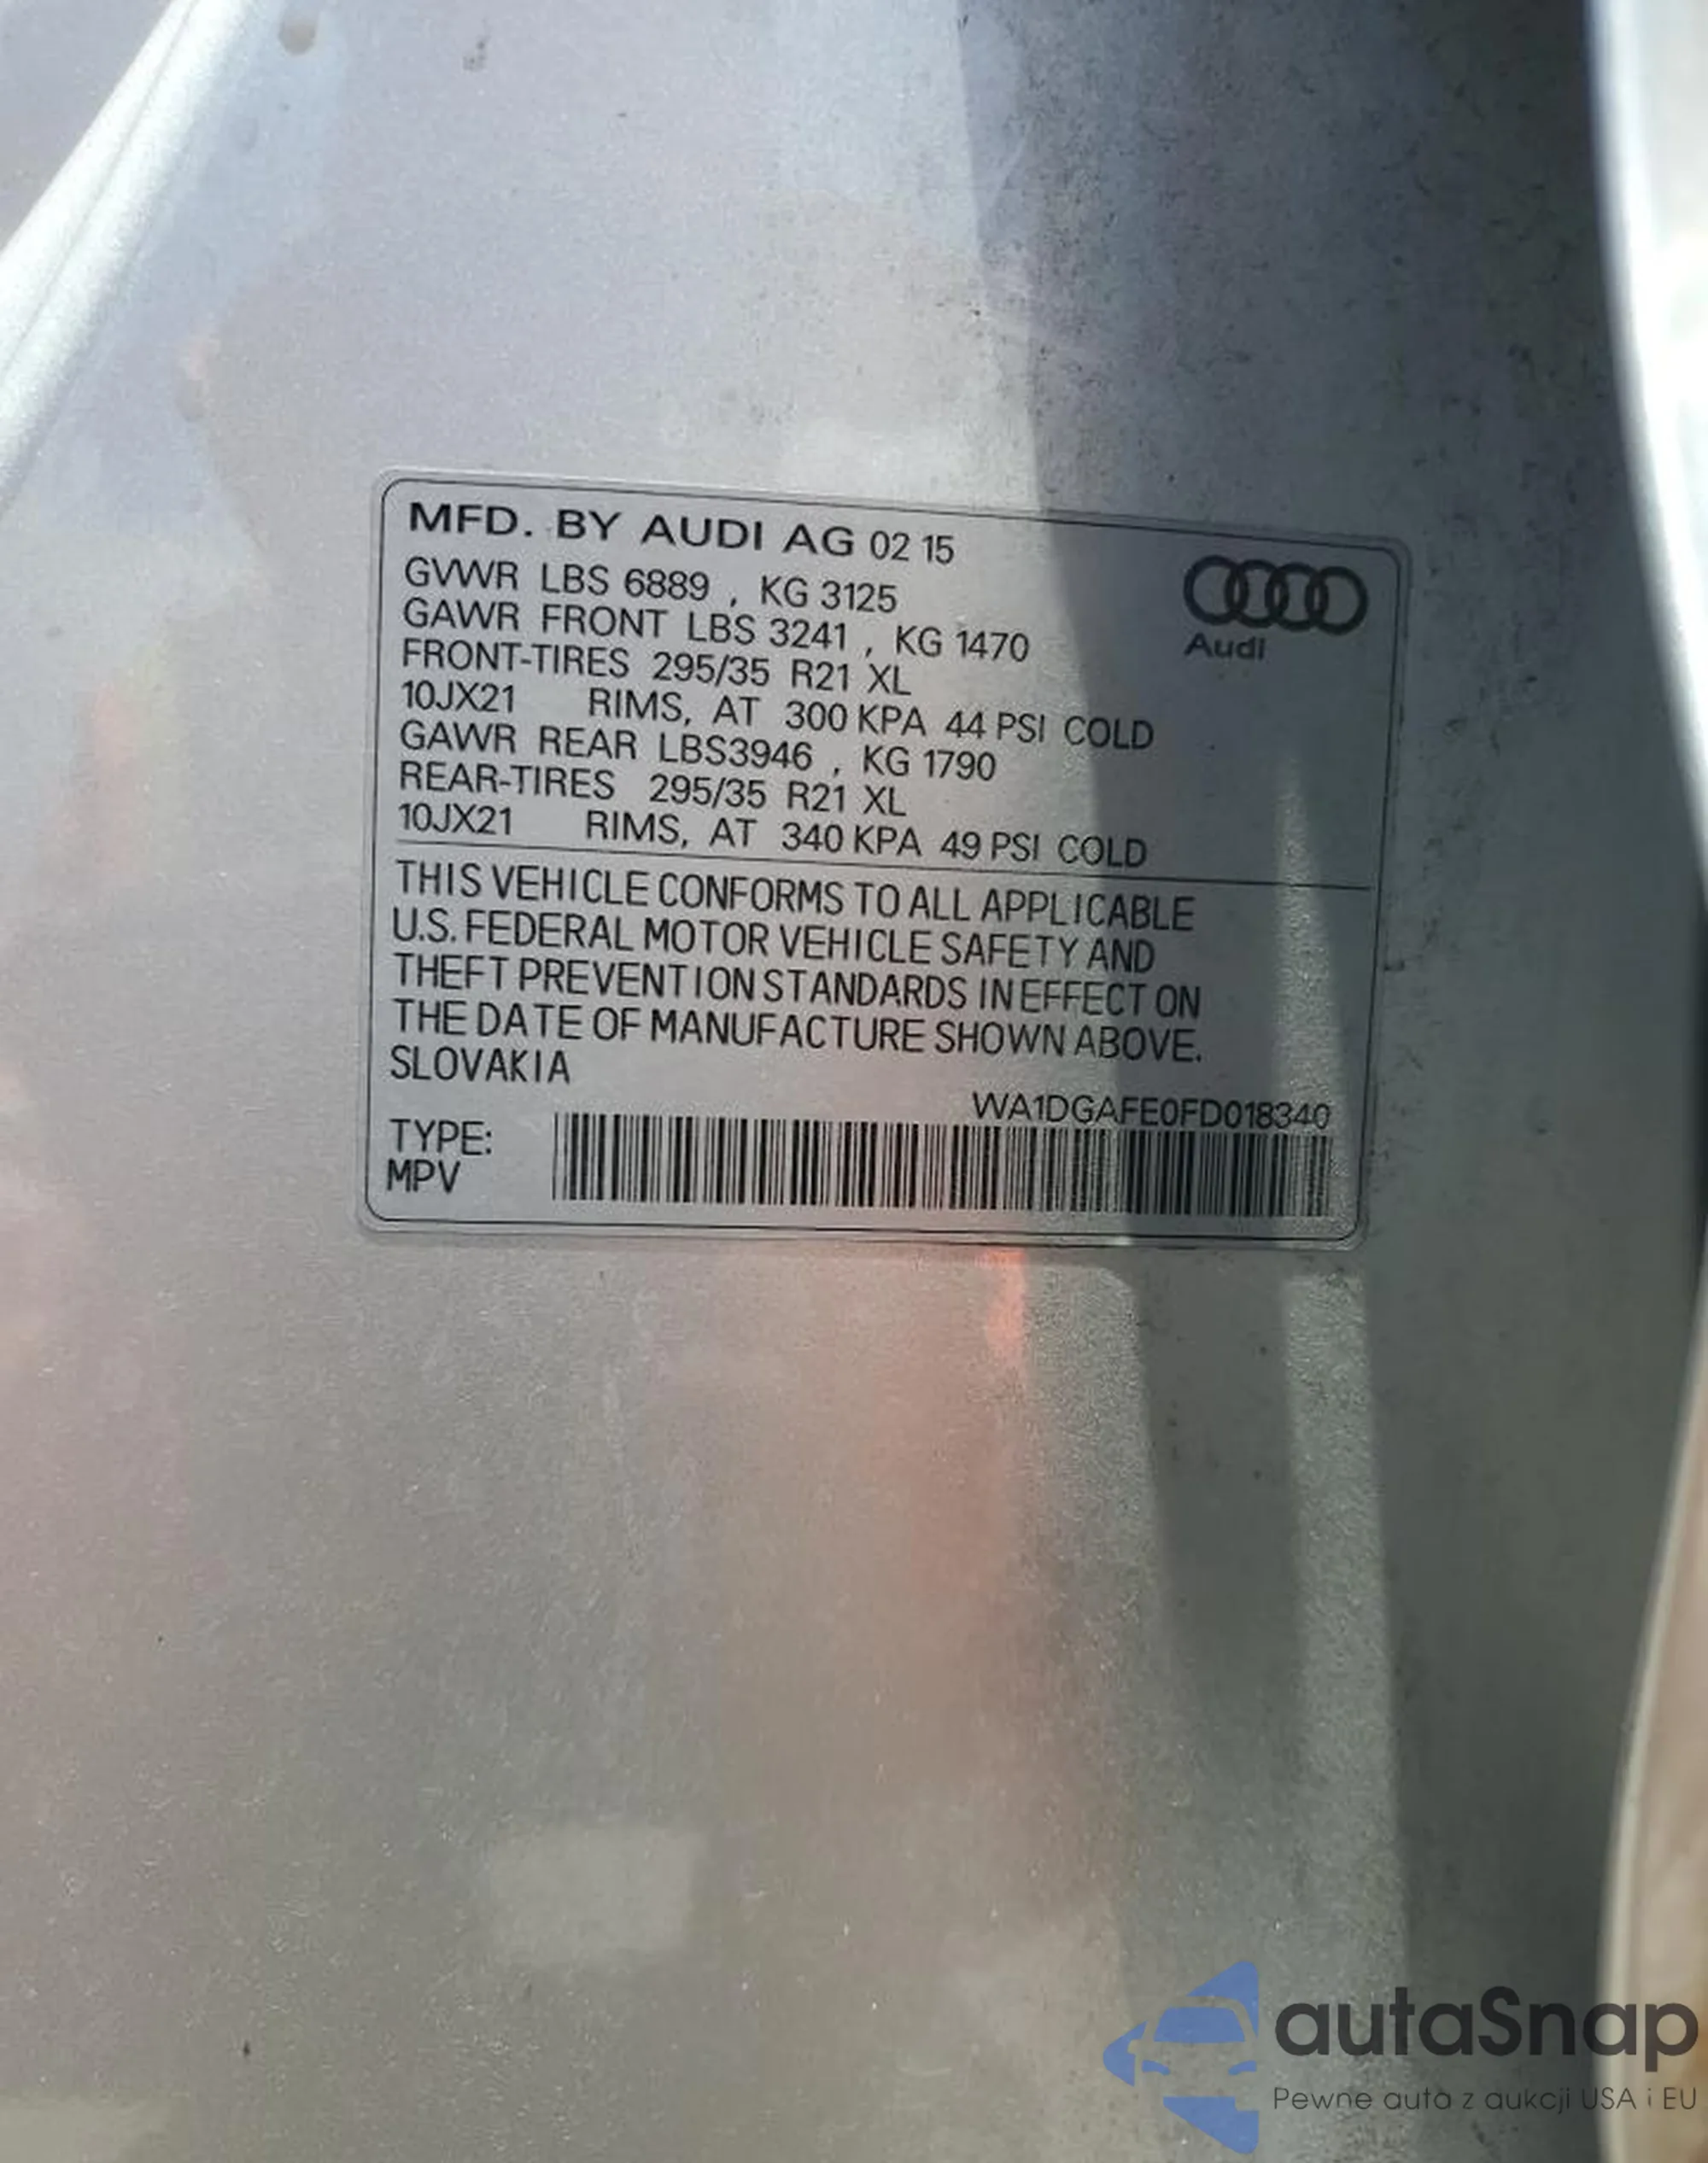 MFD. BY AUDI AG 02 15
GVWR LBS 6889 , KG 3125
GAWR FRONT LBS 3241 , KG 1470
FRONT-TIRES 295/35 R21 XL
10JX21 RIMS, AT 300 KPA 44 PSI COLD
GAWR REAR LBS3946 , KG 1790
REAR-TIRES 295/35 R21 XL
10JX21 RIMS, AT 340 KPA 49 PSI COLD
Audi
THIS VEHICLE CONFORMS TO ALL APPLICABLE
U.S. FEDERAL MOTOR VEHICLE SAFETY AND
THEFT PREVENTION STANDARDS IN EFFECT ON
THE DATE OF MANUFACTURE SHOWN ABOVE.
SLOVAKIA
WA1DGAFE0FD018340
TYPE:
MPV
autaSnap
Pewne auta z aukcji USA i EU